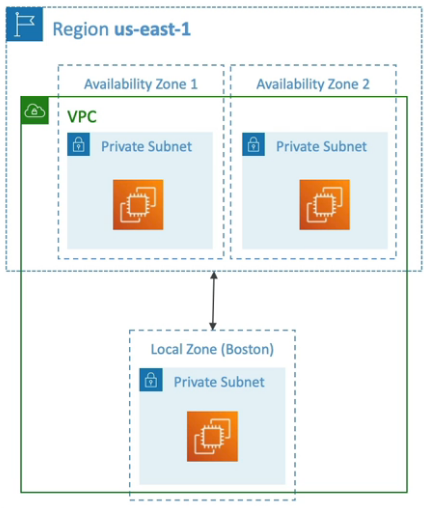 Region us-east-1
Availability Zone 1
Availability Zone 2
VPC
Private Subnet
Private Subnet
Local Zone (Boston)
Private Subnet